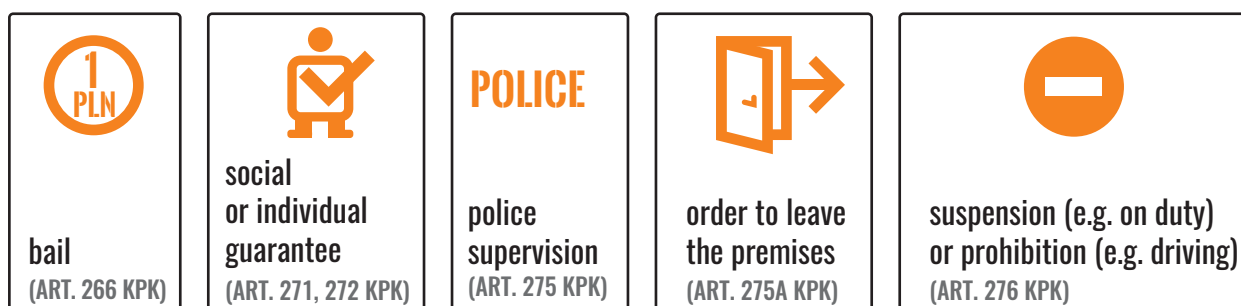 1
PLN
bail
(ART. 266 KPK)
social
or individual
guarantee
(ART. 271, 272 KPK)
POLICE
police
supervision
(ART. 275 KPK)
order to leave
the premises
(ART. 275A KPK)
suspension (e.g. on duty)
or prohibition (e.g. driving)
(ART. 276 KPK)